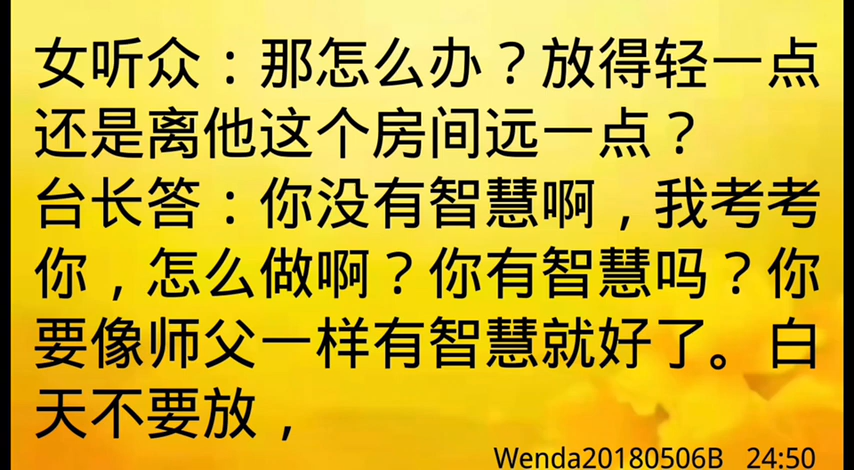 女听众：那怎么办？放得轻一点
还是离他这个房间远一点？
台长答：你没有智慧啊，我考考
你，怎么做啊？你有智慧吗？你
要像师父一样有智慧就好了。白
天不要放，
Wenda20180506B 24:50